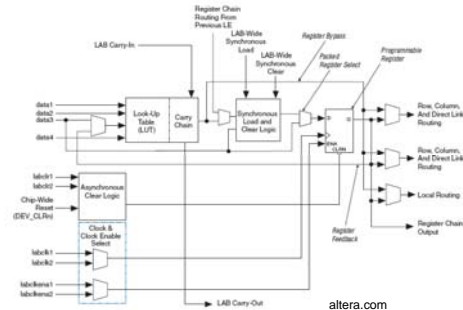 Register Chain
Routing From
Previous LE
LAB-Wide
Synchronous
Load
LAB-Wide
Synchronous
Clear
Register Bypass
Packed
Register Select
Programmable
Register
LAB Carry-In
data1
data2
data3
data4
Look-Up
Table
(LUT)
Carry
Chain
Synchronous
Load and
Clear Logic
D
Q
ENA
CLRN
Row, Column,
And Direct Link
Routing
Row, Column,
And Direct Link
Routing
Local Routing
Register Chain
Output
Register
Feedback
labclr1
labclr2
Chip-Wide
Reset
(DEV_CLRn)
Asynchronous
Clear Logic
Clock &
Clock Enable
Select
labclk1
labclk2
labclkena1
labclkena2
LAB Carry-Out
altera.com